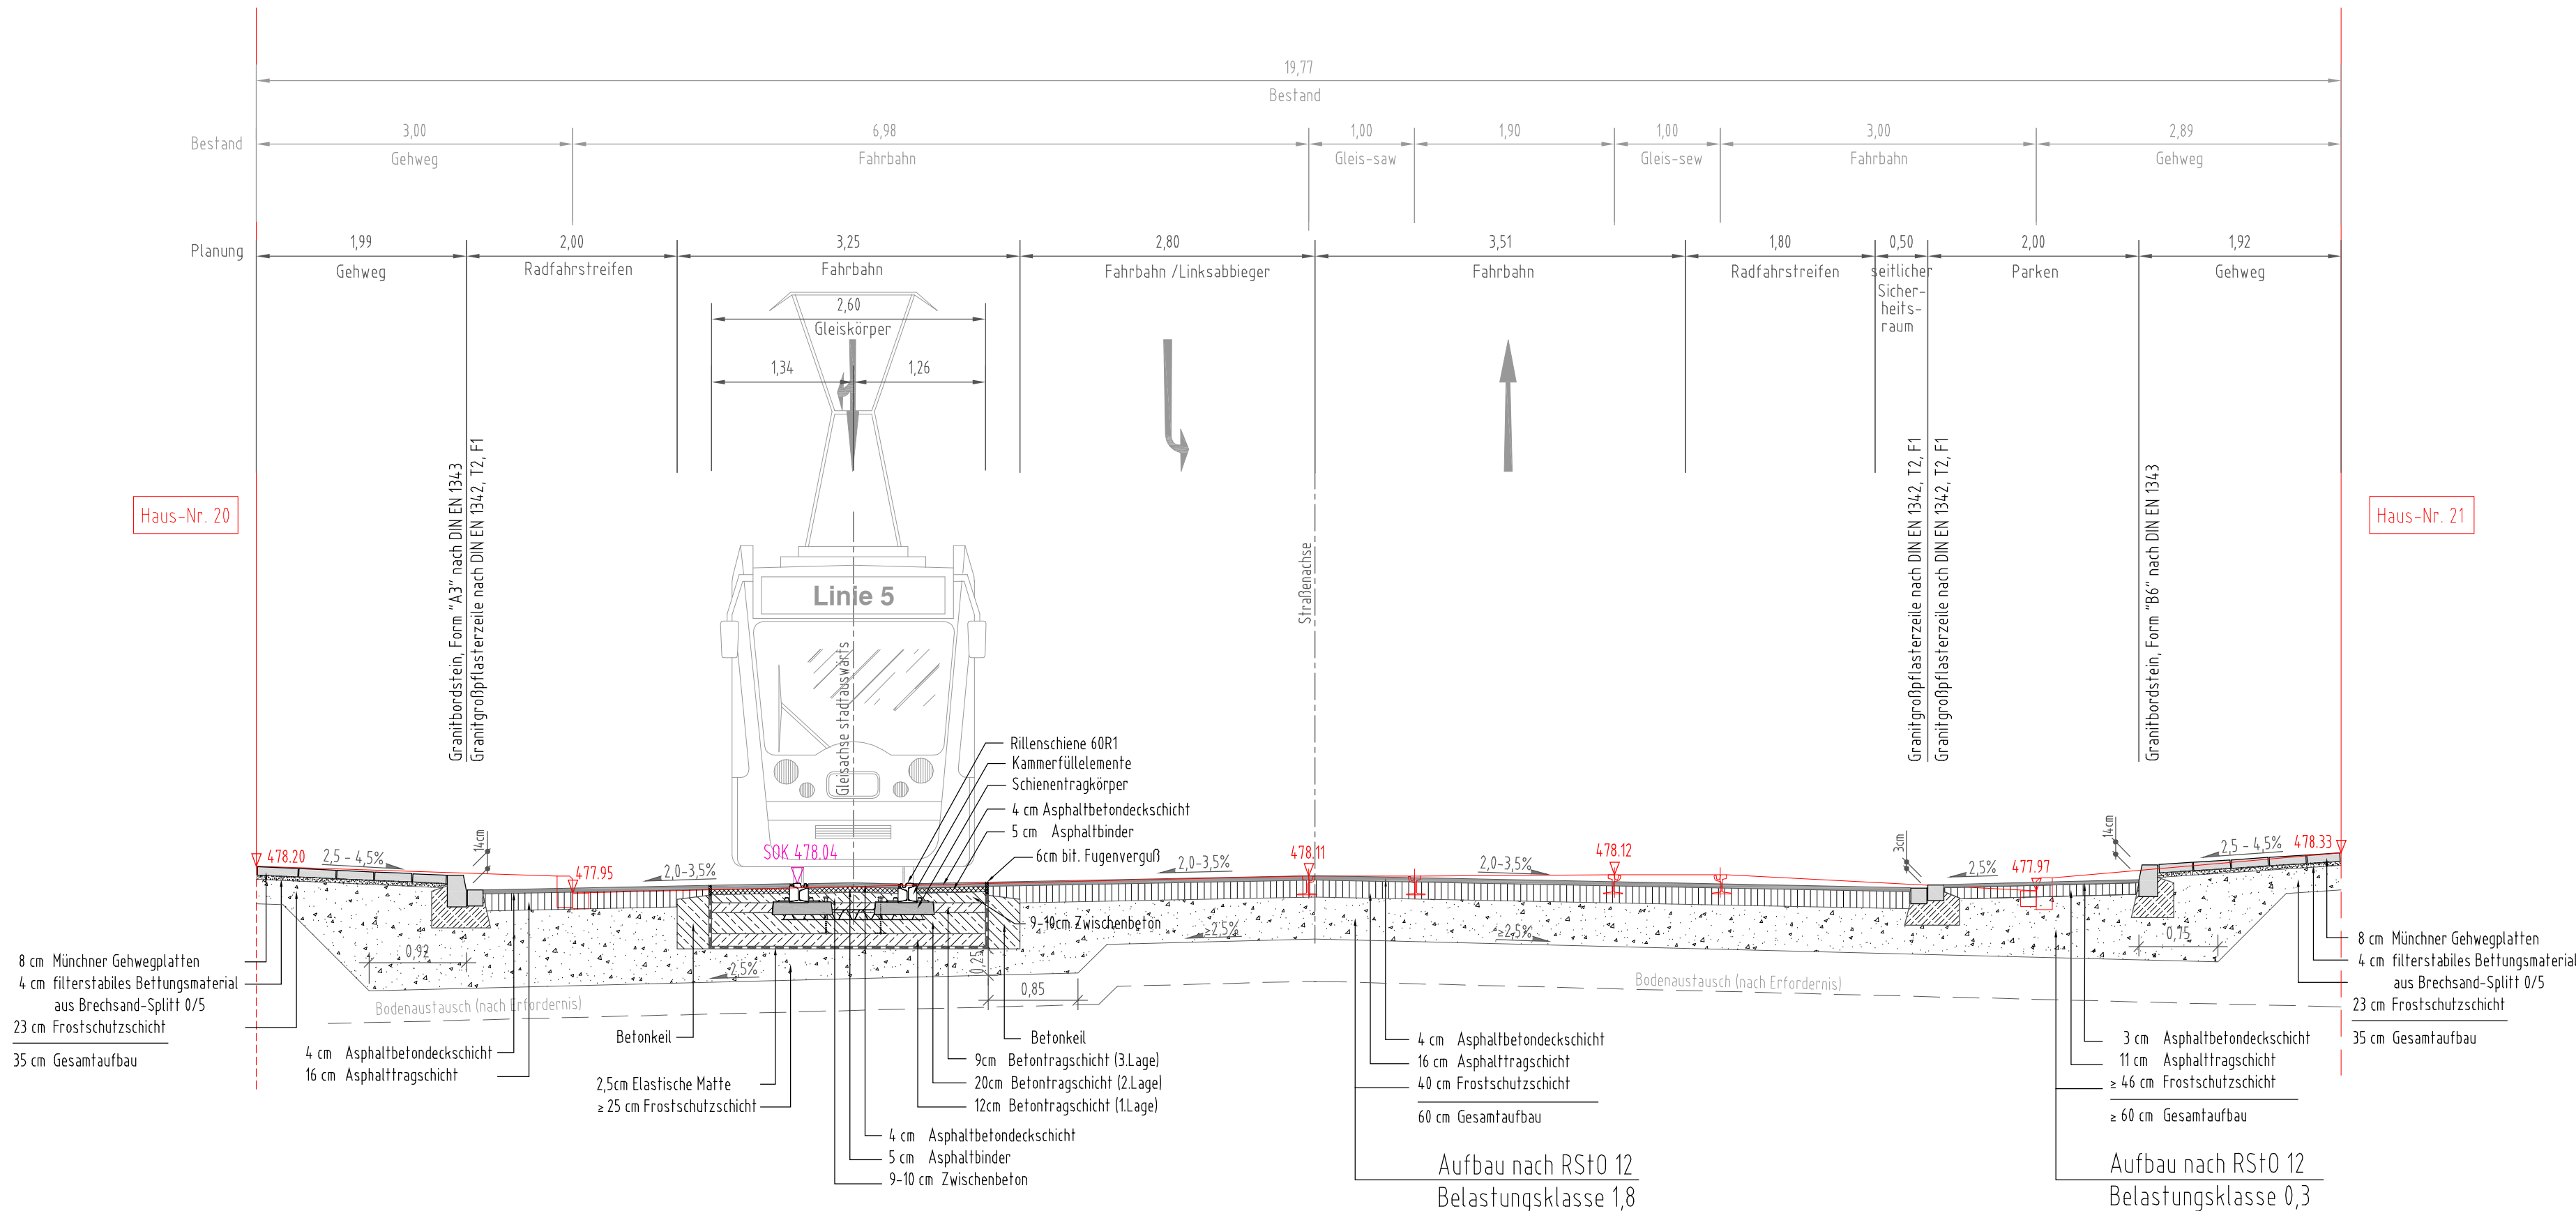 19,77
Bestand
Bestand
3,00
Gehweg
6,98
Fahrbahn
1,00
Gleis-saw
1,90
1,00
Gleis-sew
3,00
Fahrbahn
2,89
Gehweg
Planung
1,99
Gehweg
2,00
Radfahrstreifen
3,25
Fahrbahn
2,80
Fahrbahn /Linksabbieger
3,51
Fahrbahn
1,80
Radfahrstreifen
0,50
seitlicher
Sicher-
heits-
raum
2,00
Parken
1,92
Gehweg
2,60
Gleiskörper
1,34
1,26
Haus-Nr. 20
Haus-Nr. 21
Granitbordstein, Form "A3" nach DIN EN 1343
Granitgroßpflasterzeile nach DIN EN 1342, T2, F1
Linie 5
Gleisachse stadtauswärts
Straßenachse
Granitgroßpflasterzeile nach DIN EN 1342, T2, F1
Granitgroßpflasterzeile nach DIN EN 1342, T2, F1
Granitbordstein, Form "B6" nach DIN EN 1343
Rillenschiene 60R1
Kammerfüllelemente
Schienentragkörper
4 cm Asphaltbetondeckschicht
5 cm Asphaltbinder
6cm bit. Fugenverguß
9-10cm Zwischenbeton
478.20
2,5 - 4,5%
14cm
477.95
2,0-3,5%
SOK 478.04
2,0-3,5%
478.11
2,0-3,5%
478.12
3cm
2,5%
477.97
14cm
2,5 - 4,5%
478.33
0,92
2,5%
0,25
0,85
≥2,5%
≥2,5%
0,75
Bodenaustausch (nach Erfordernis)
Bodenaustausch (nach Erfordernis)
8 cm Münchner Gehwegplatten
4 cm filterstabiles Bettungsmaterial
aus Brechsand-Splitt 0/5
23 cm Frostschutzschicht
35 cm Gesamtaufbau
4 cm Asphaltbetondeckschicht
16 cm Asphalttragschicht
Betonkeil
2,5cm Elastische Matte
≥ 25 cm Frostschutzschicht
Betonkeil
9cm Betontragschicht (3.Lage)
20cm Betontragschicht (2.Lage)
12cm Betontragschicht (1.Lage)
4 cm Asphaltbetondeckschicht
5 cm Asphaltbinder
9-10 cm Zwischenbeton
4 cm Asphaltbetondeckschicht
16 cm Asphalttragschicht
40 cm Frostschutzschicht
60 cm Gesamtaufbau
Aufbau nach RStO 12
Belastungsklasse 1,8
3 cm Asphaltbetondeckschicht
11 cm Asphalttragschicht
≥ 46 cm Frostschutzschicht
≥ 60 cm Gesamtaufbau
Aufbau nach RStO 12
Belastungsklasse 0,3
8 cm Münchner Gehwegplatten
4 cm filterstabiles Bettungsmaterial
aus Brechsand-Splitt 0/5
23 cm Frostschutzschicht
35 cm Gesamtaufbau